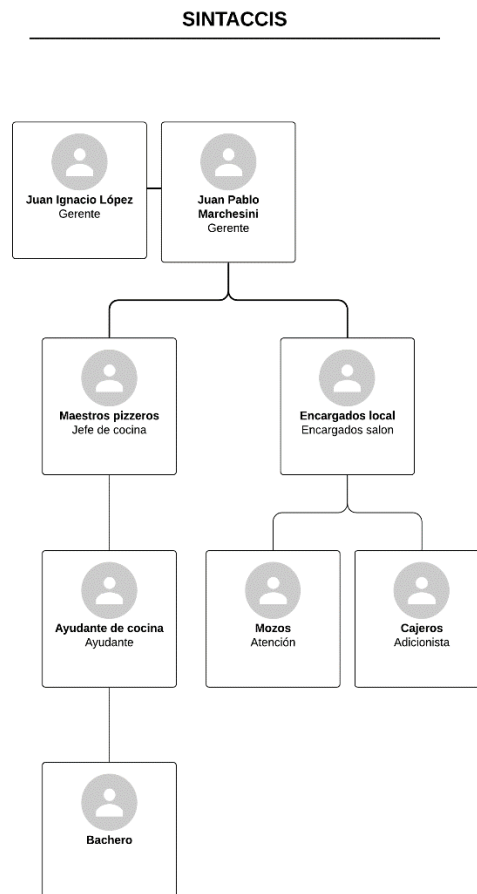 SINTACCIS
Juan Ignacio López
Gerente
Juan Pablo
Marchesini
Gerente
Maestros pizzeros
Jefe de cocina
Encargados local
Encargados salon
Ayudante de cocina
Ayudante
Mozos
Atención
Cajeros
Adicionista
Bachero